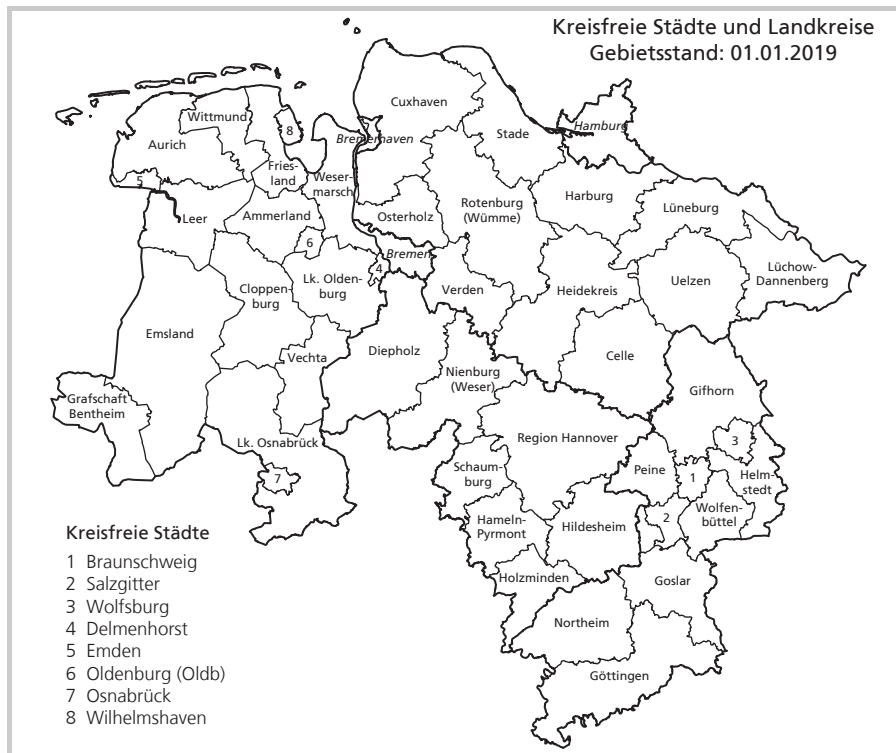 Kreisfreie Städte und Landkreise
Gebietsstand: 01.01.2019
Cuxhaven
Wittmund
8
Stade
Hamburg
Aurich
Bremerhaven
Fries-
land
Weser-
marsch
5
Harburg
Rotenburg
(Wümme)
Lüneburg
Leer
Ammerland
Osterholz
6
Bremen
4
Lüchow-
Dannenberg
Lk. Olden-
burg
Uelzen
Cloppen-
burg
Verden
Heidekreis
Emsland
Vechta
Diepholz
Celle
Nienburg
(Weser)
Gifhorn
Grafschaft
Bentheim
Lk. Osnabrück
Region Hannover
3
7
Schaum-
burg
Peine
1
Helm-
stedt
Wolfen-
büttel
2
Hameln-
Pyrmont
Hildesheim
Holzminden
Goslar
Northeim
Göttingen
Kreisfreie Städte
1 Braunschweig
2 Salzgitter
3 Wolfsburg
4 Delmenhorst
5 Emden
6 Oldenburg (Oldb)
7 Osnabrück
8 Wilhelmshaven